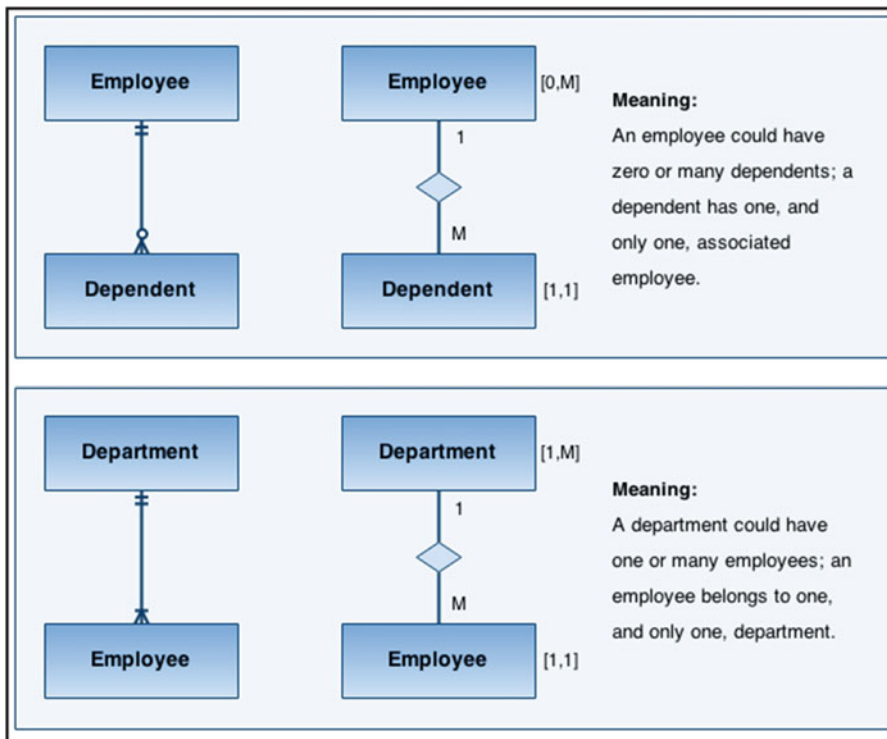 Employee
Employee
[0,M]
1
M
Dependent
Dependent
[1,1]
Meaning:
An employee could have
zero or many dependents; a
dependent has one, and
only one, associated
employee.
Department
Department
[1,M]
1
M
Employee
Employee
[1,1]
Meaning:
A department could have
one or many employees; an
employee belongs to one,
and only one, department.